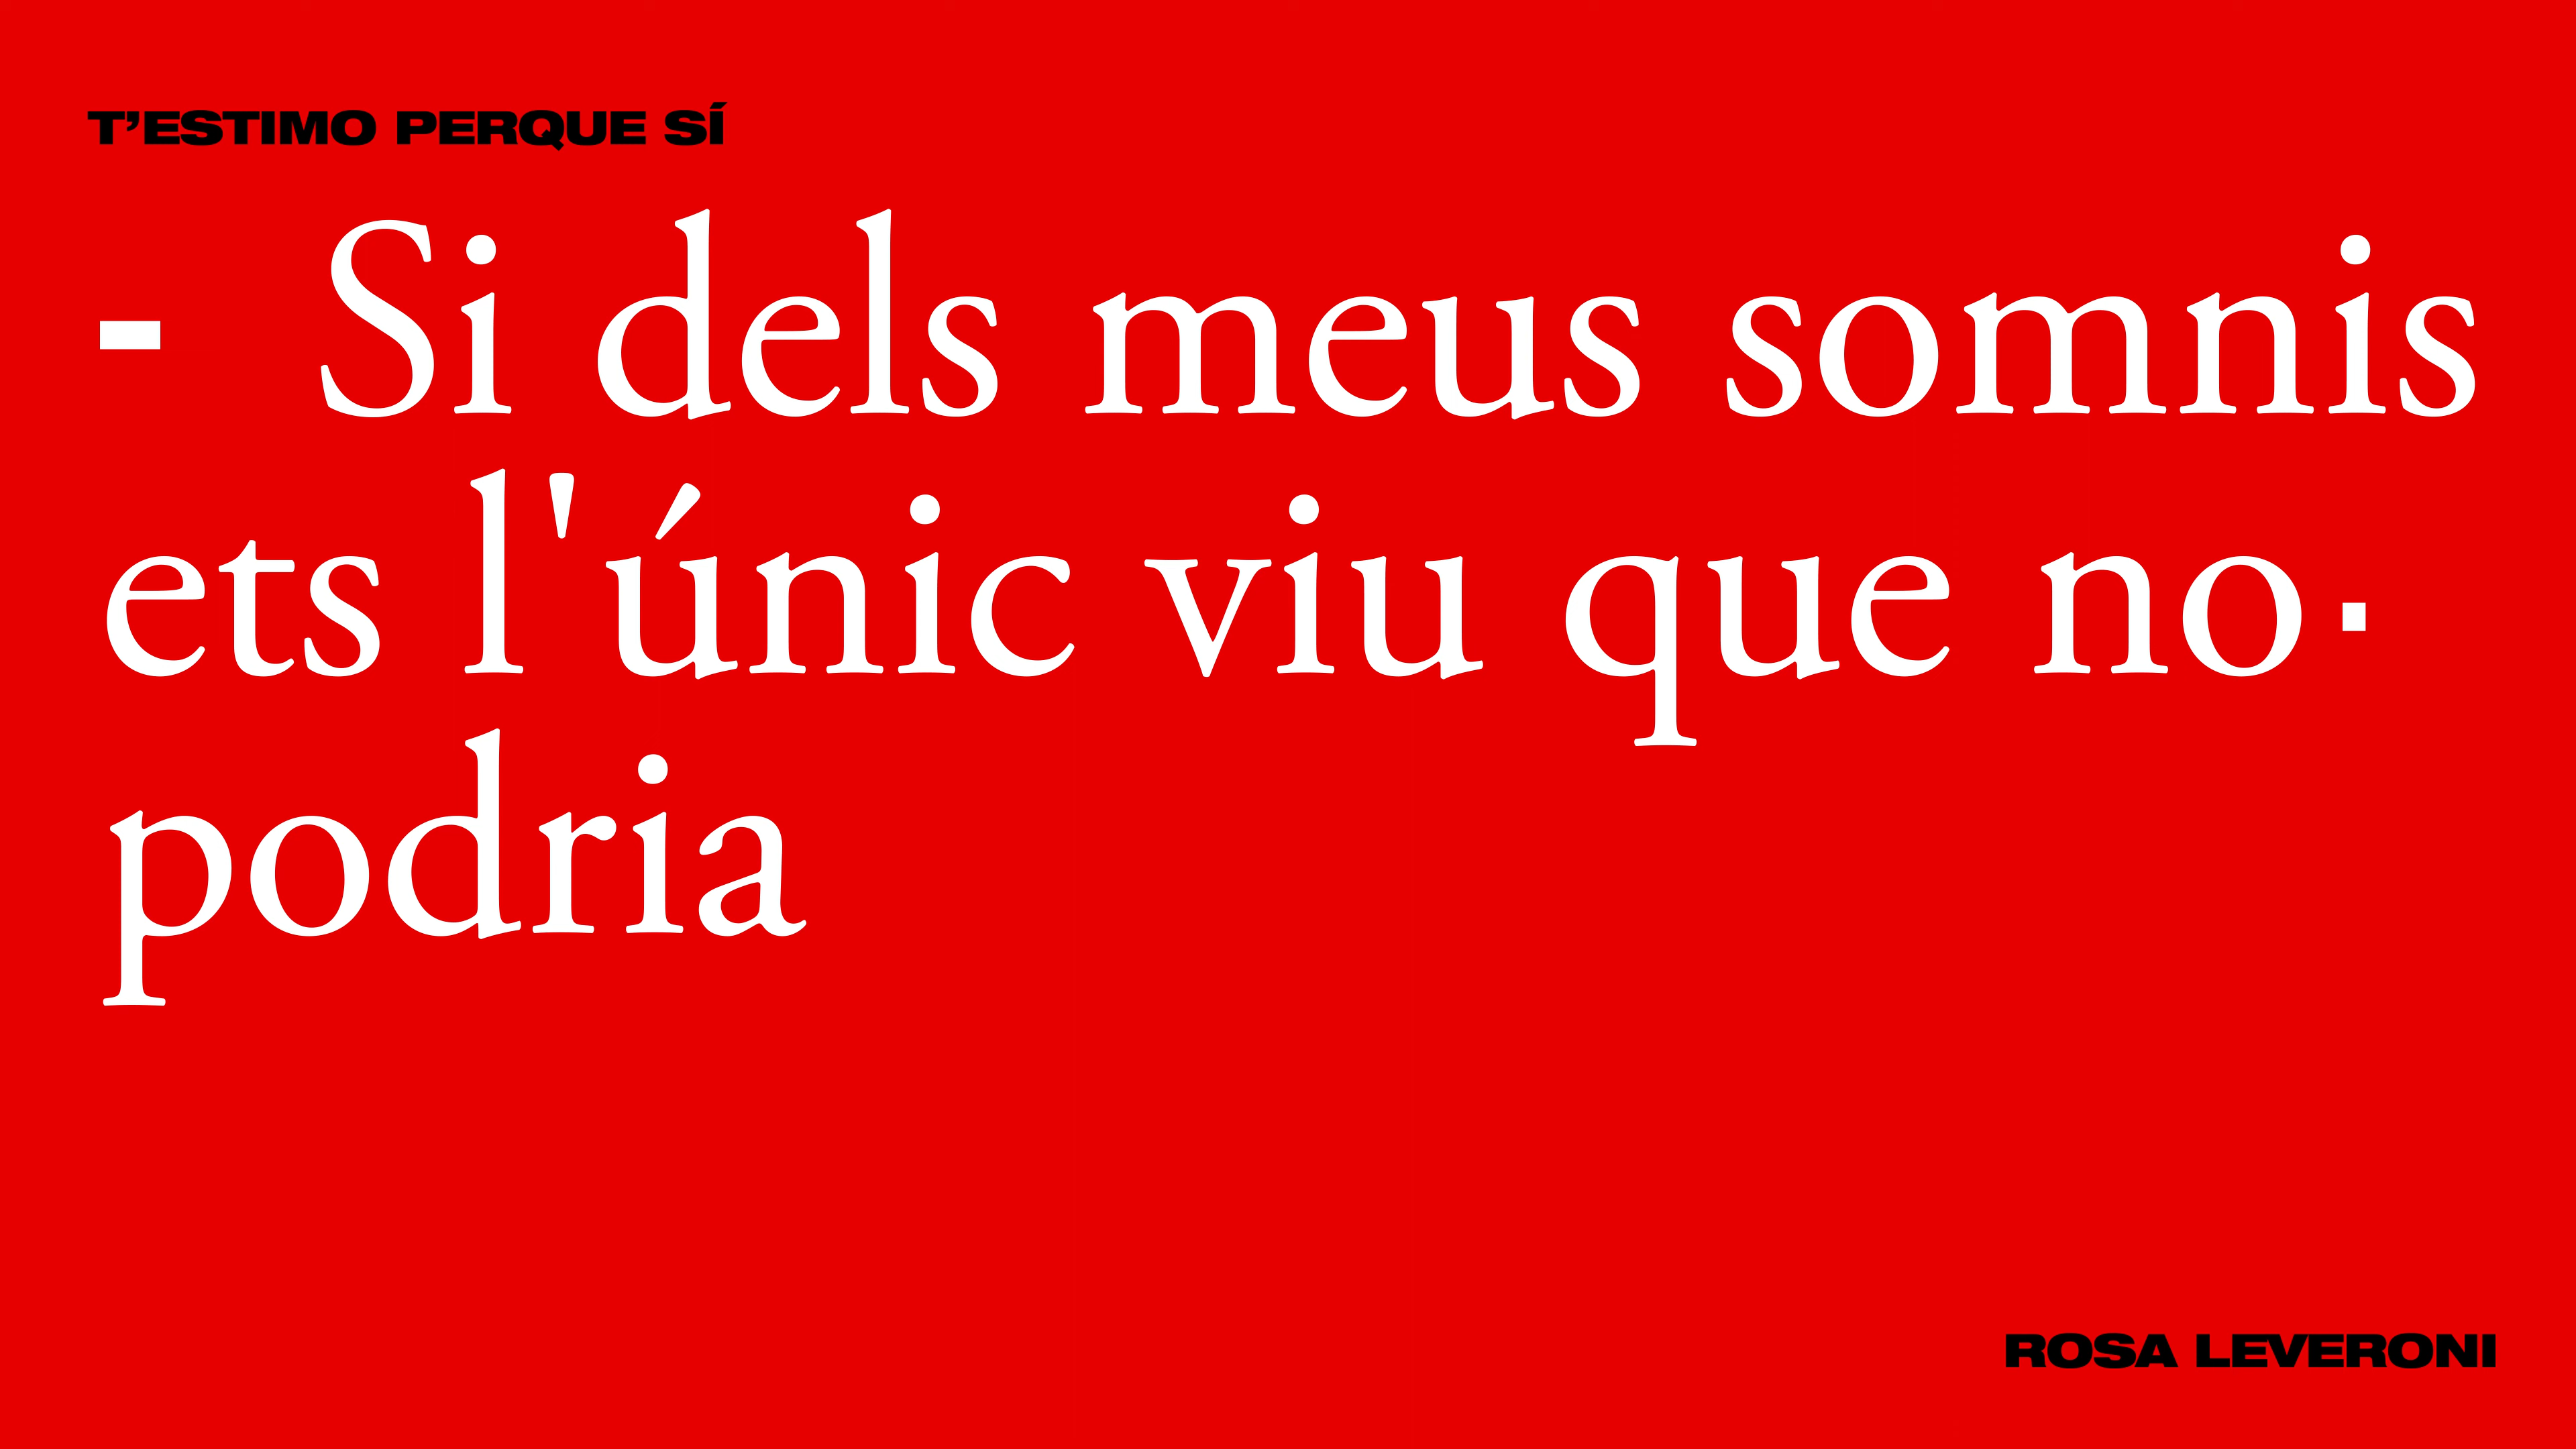 T’ESTIMO PERQUE SÍ
- Si dels meus somnis
ets l'únic viu que no·
podria
ROSA LEVERONI